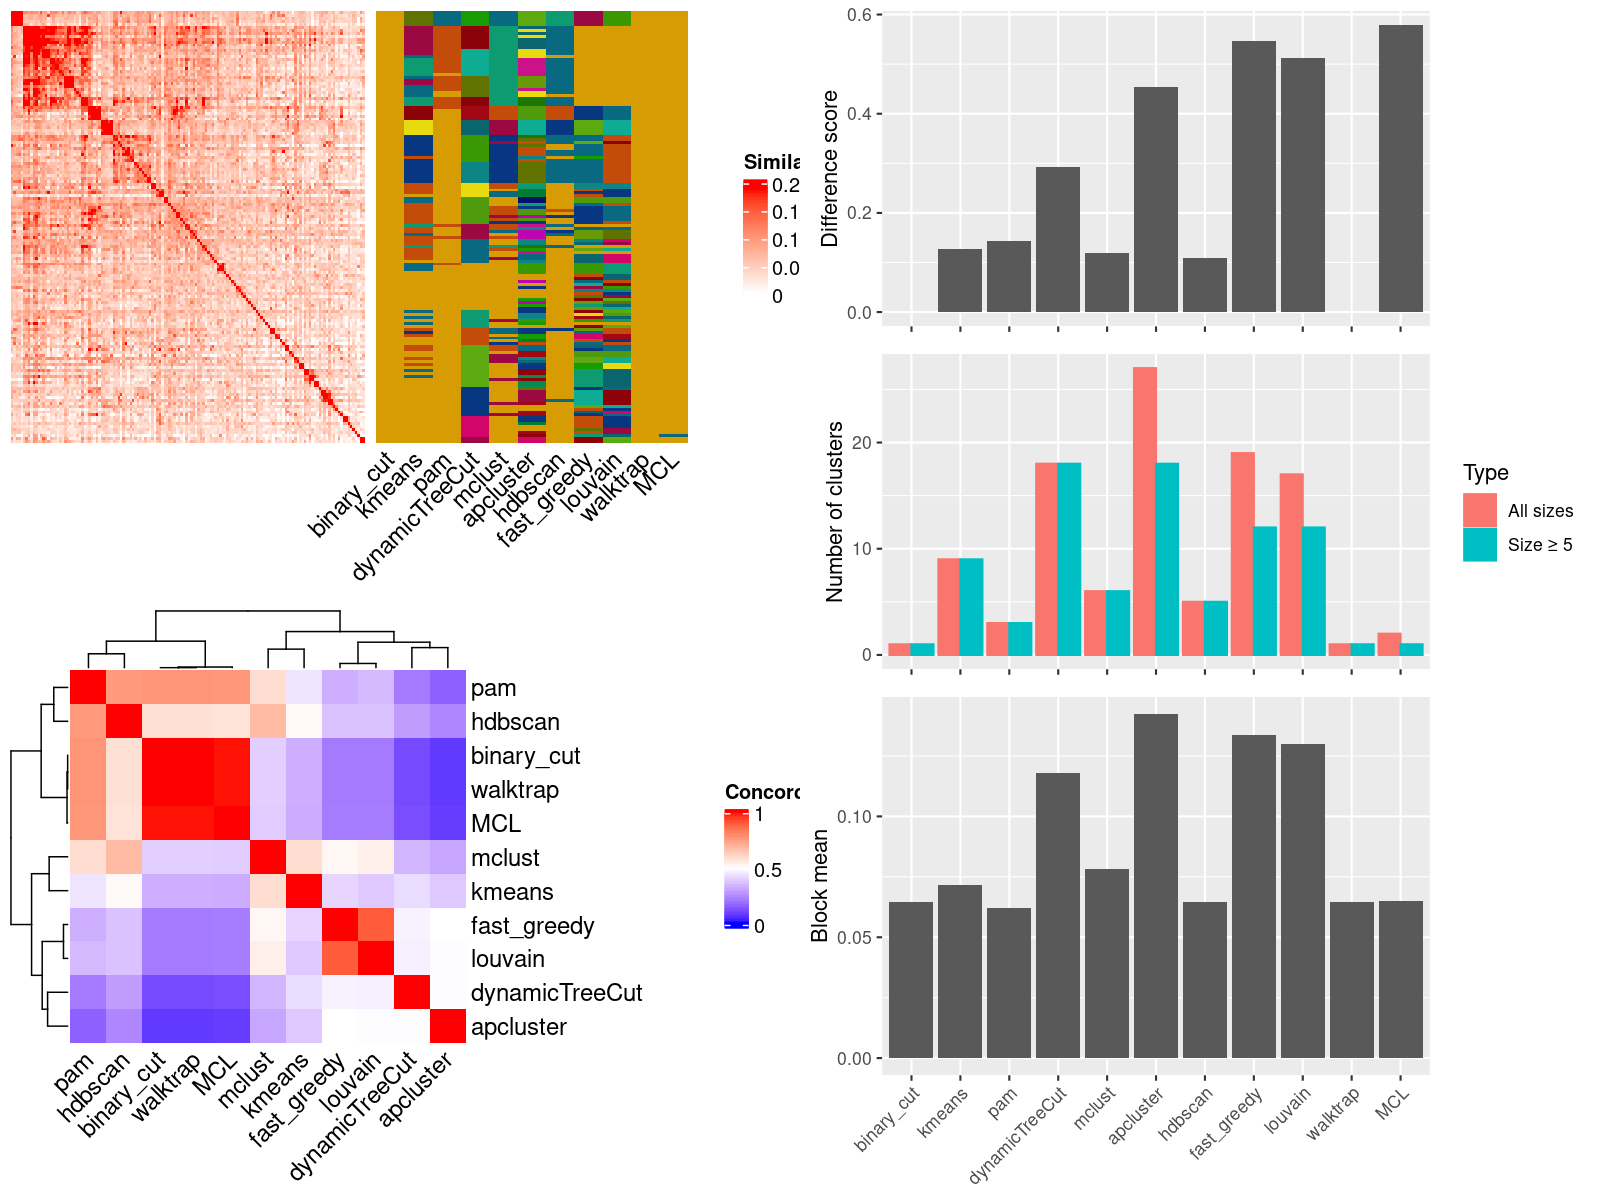 Simila
0.2
0.1
0.1
0.0
0
binary_cut
kmeans
pam
dynamicTreeCut
mclust
apcluster
hdbscan
fast_greedy
louvain
walktrap
MCL
pam
hdbscan
binary_cut
walktrap
MCL
mclust
kmeans
fast_greedy
louvain
dynamicTreeCut
apcluster
Concord
1
0.5
0
pam
hdbscan
binary_cut
walktrap
MCL
mclust
kmeans
fast_greedy
louvain
dynamicTreeCut
apcluster
Difference score
0.6
0.4
0.2
0.0
Number of clusters
20
10
0
Type
All sizes
Size ≥ 5
Block mean
0.10
0.05
0.00
binary_cut
kmeans
pam
dynamicTreeCut
mclust
apcluster
hdbscan
fast_greedy
louvain
walktrap
MCL